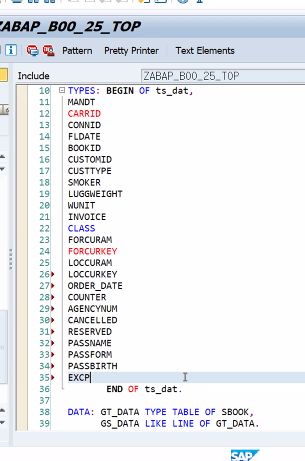 ZABAP_B00_25_TOP
Pattern Pretty Printer Text Elements
Include ZABAP_B00_25_TOP
10 TYPES: BEGIN OF ts_dat,
11 MANDT
12 CARRID
13 CONNID
14 FLDATE
15 BOOKID
16 CUSTOMID
17 CUSTTYPE
18 SMOKER
19 LUGGWEIGHT
20 WUNIT
21 INVOICE
22 CLASS
23 FORCURAM
24 FORCURKEY
25 LOCCURAM
26 LOCCURKEY
27 ORDER_DATE
28 COUNTER
29 AGENCYNUM
30 CANCELLED
31 RESERVED
32 PASSNAME
33 PASSFORM
34 PASSBIRTH
35 EXCP
36 END OF ts_dat.
37
38 DATA: GT_DATA TYPE TABLE OF SBOOK,
39 GS_DATA LIKE LINE OF GT_DATA.
SAP